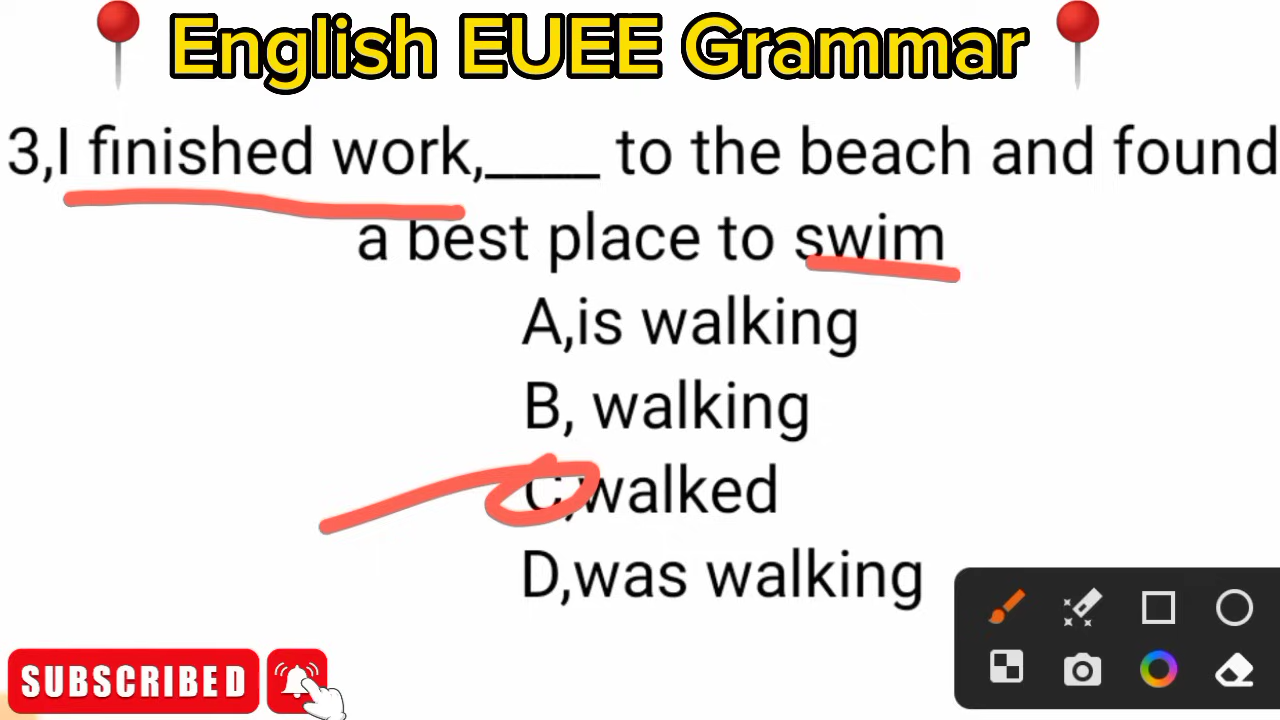 English EUEE Grammar
3,I finished work,____ to the beach and found
a best place to swim
A,is walking
B, walking
C,walked
D,was walking
SUBSCRIBED